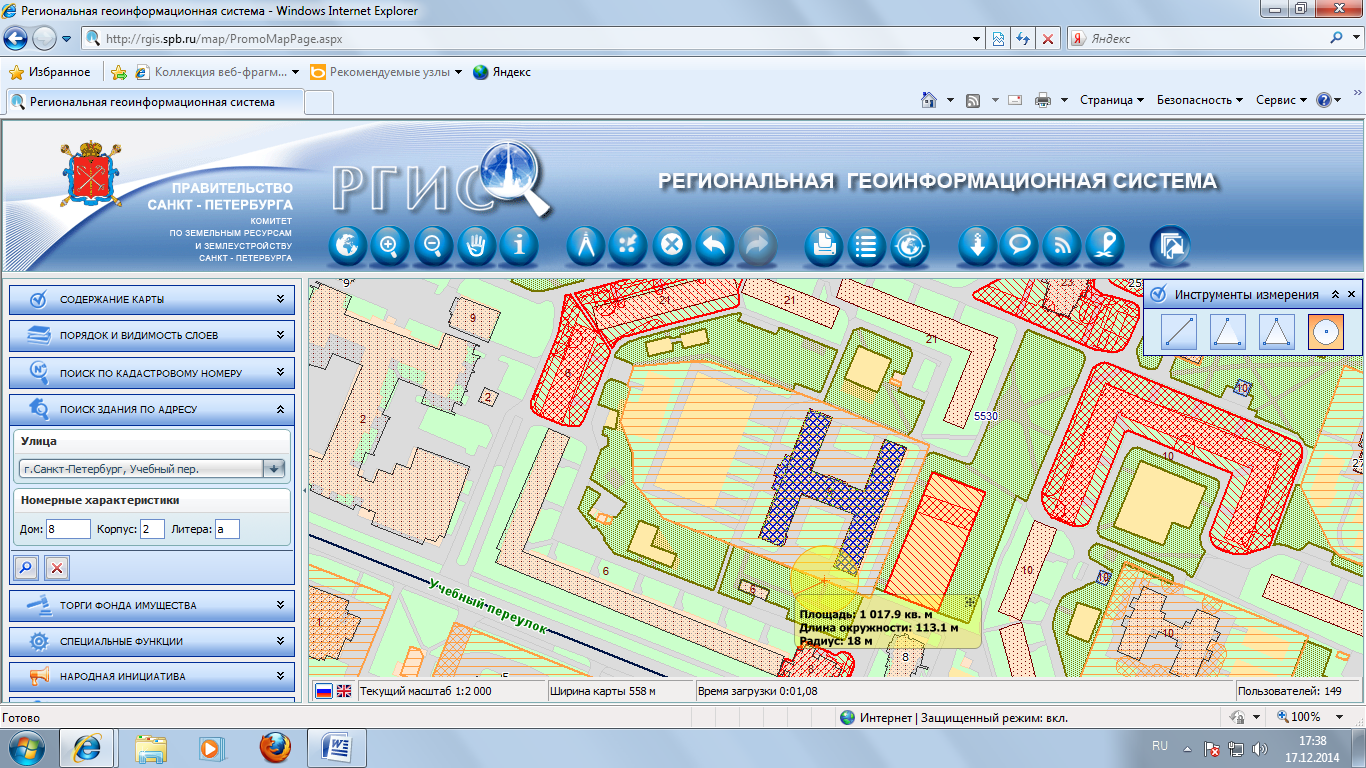 Региональная геоинформационная система - Windows Internet Explorer
http://rgis.spb.ru/map/PromoMapPage.aspx
Яндекс
Избранное
Коллекция веб-фрагм...
Рекомендуемые узлы
Яндекс
Региональная геоинформационная система
Страница
Безопасность
Сервис
ПРАВИТЕЛЬСТВО
САНКТ - ПЕТЕРБУРГА
КОМИТЕТ
ПО ЗЕМЕЛЬНЫМ РЕСУРСАМ
И ЗЕМЛЕУСТРОЙСТВУ
САНКТ - ПЕТЕРБУРГА
РГИС
РЕГИОНАЛЬНАЯ ГЕОИНФОРМАЦИОННАЯ СИСТЕМА
СОДЕРЖАНИЕ КАРТЫ
ПОРЯДОК И ВИДИМОСТЬ СЛОЕВ
ПОИСК ПО КАДАСТРОВОМУ НОМЕРУ
ПОИСК ЗДАНИЯ ПО АДРЕСУ
Улица
г.Санкт-Петербург, Учебный пер.
Номерные характеристики
Дом: 8 Корпус: 2 Литера: а
ТОРГИ ФОНДА ИМУЩЕСТВА
СПЕЦИАЛЬНЫЕ ФУНКЦИИ
НАРОДНАЯ ИНИЦИАТИВА
Инструменты измерения
9
21
21
23
9
21
2
2
5530
10
10
27
6
10
10
6
1
10
8
Учебный переулок
Площадь: 1 017.9 кв. м
Длина окружности: 113.1 м
Радиус: 18 м
Текущий масштаб 1:2 000
Ширина карты 558 м
Время загрузки 0:01,08
Пользователей: 149
Готово
Интернет | Защищенный режим: вкл.
100%
RU
17:38
17.12.2014